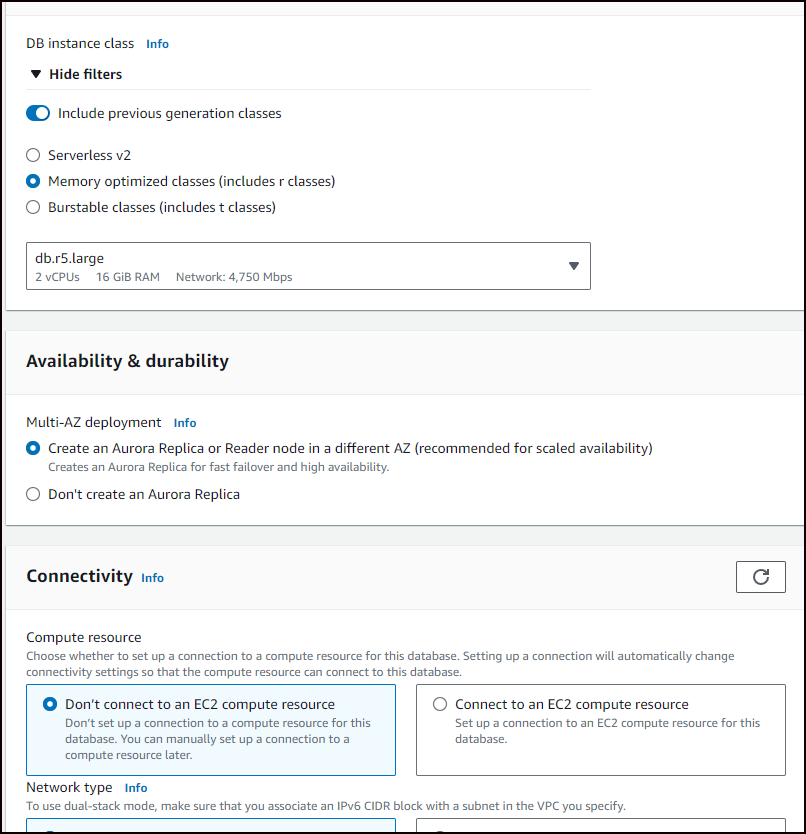 DB instance class Info
Hide filters
Include previous generation classes
Serverless v2
Memory optimized classes (includes r classes)
Burstable classes (includes t classes)
db.r5.large
2 vCPUs 16 GiB RAM Network: 4,750 Mbps
Availability & durability
Multi-AZ deployment Info
Create an Aurora Replica or Reader node in a different AZ (recommended for scaled availability)
Creates an Aurora Replica for fast failover and high availability.
Don't create an Aurora Replica
Connectivity Info
Compute resource
Choose whether to set up a connection to a compute resource for this database. Setting up a connection will automatically change
connectivity settings so that the compute resource can connect to this database.
Don’t connect to an EC2 compute resource
Don’t set up a connection to a compute resource for this
database. You can manually set up a connection to a
compute resource later.
Connect to an EC2 compute resource
Set up a connection to an EC2 compute resource for this
database.
Network type Info
To use dual-stack mode, make sure that you associate an IPv6 CIDR block with a subnet in the VPC you specify.